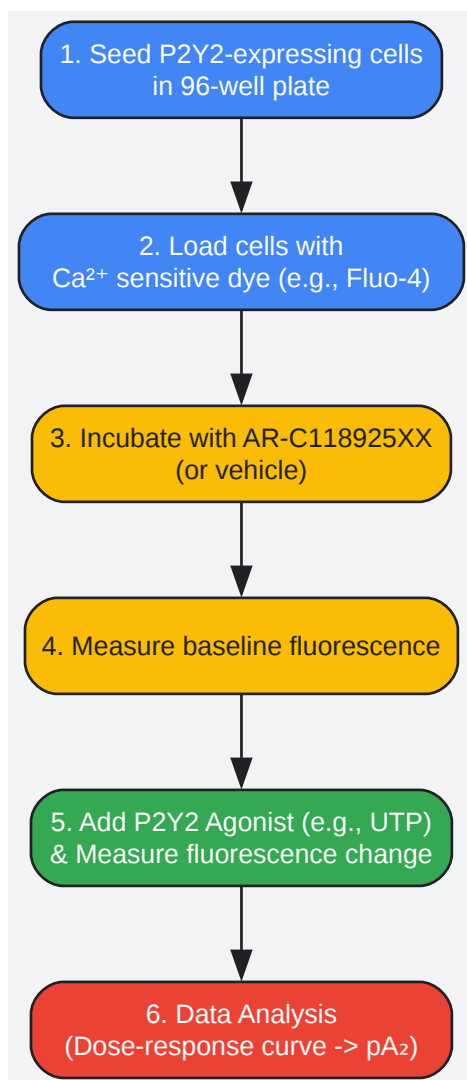 1. Seed P2Y2-expressing cells
in 96-well plate
2. Load cells with
Ca²⁺ sensitive dye (e.g., Fluo-4)
3. Incubate with AR-C118925XX
(or vehicle)
4. Measure baseline fluorescence
5. Add P2Y2 Agonist (e.g., UTP)
& Measure fluorescence change
6. Data Analysis
(Dose-response curve -> pA₂)